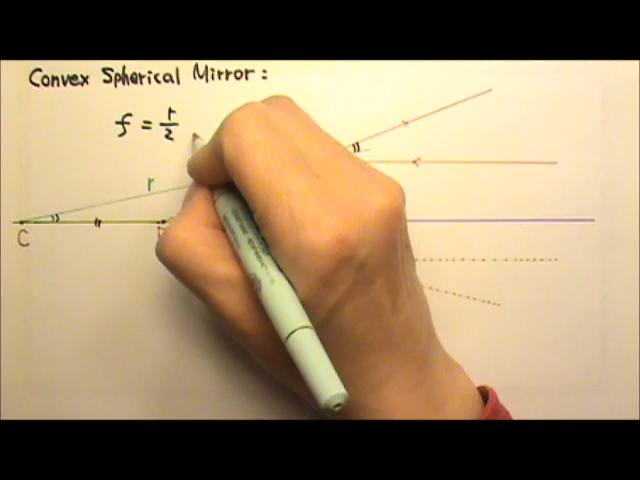 Convex Spherical Mirror:
f = r/2
r
C